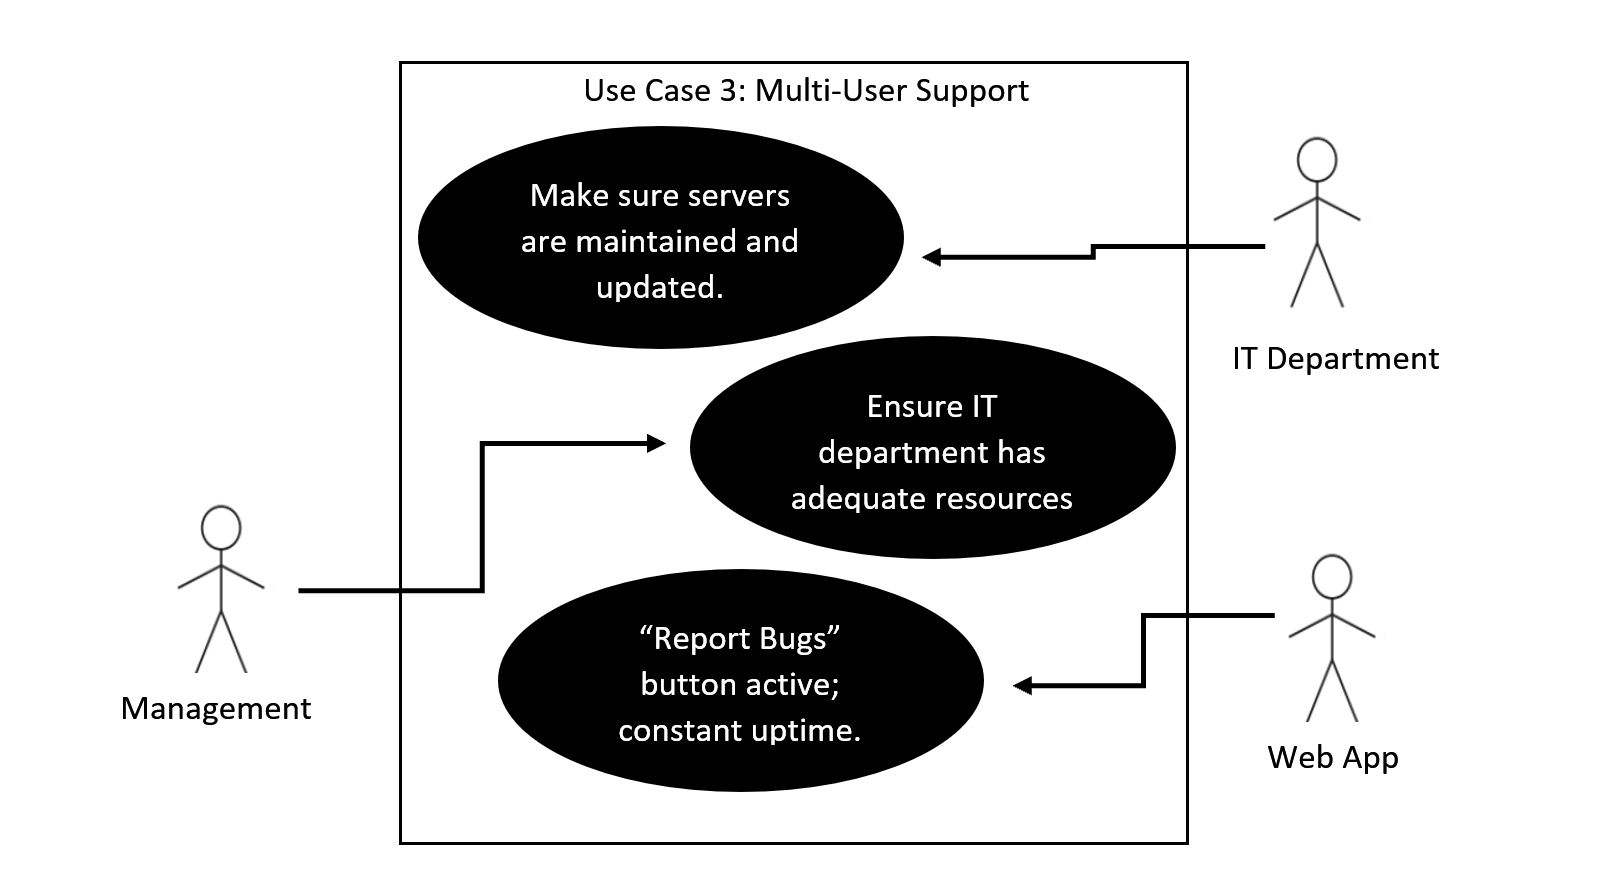 Use Case 3: Multi-User Support
Make sure servers
are maintained and
updated.
IT Department
Ensure IT
department has
adequate resources
Management
“Report Bugs”
button active;
constant uptime.
Web App